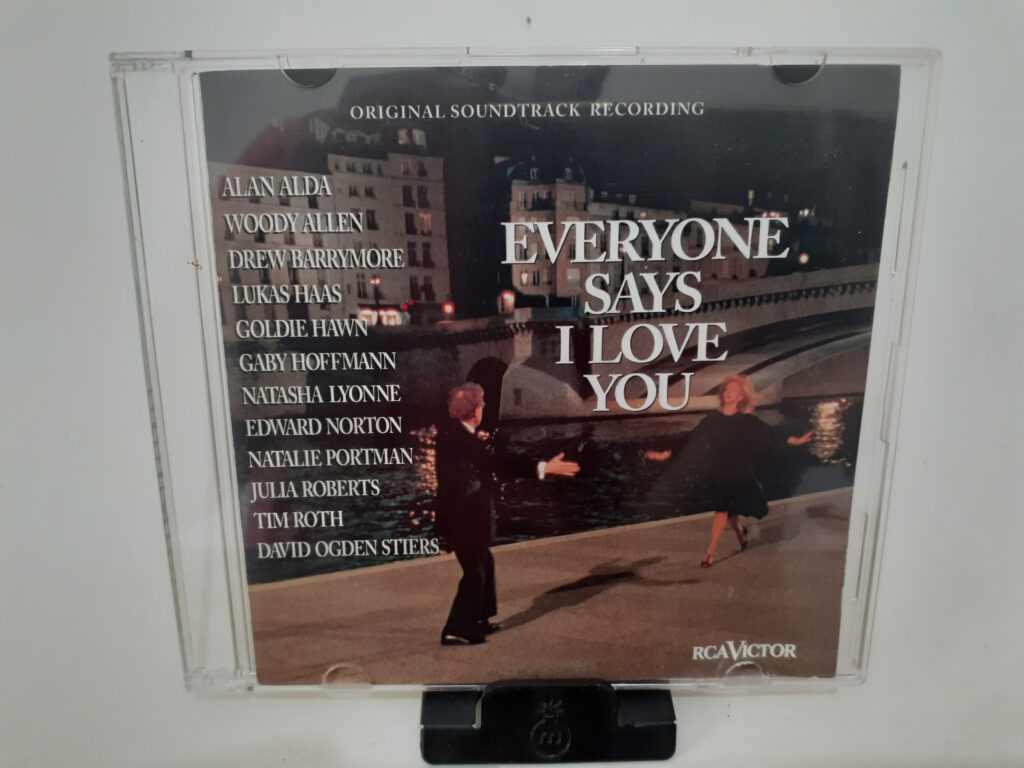 ORIGINAL SOUNDTRACK RECORDING
ALAN ALDA
WOODY ALLEN
DREW BARRYMORE
LUKAS HAAS
GOLDIE HAWN
GABY HOFFMANN
NATASHA LYONNE
EDWARD NORTON
NATALIE PORTMAN
JULIA ROBERTS
TIM ROTH
DAVID OGDEN STIERS
EVERYONE
SAYS
I LOVE
YOU
RCA VICTOR
m